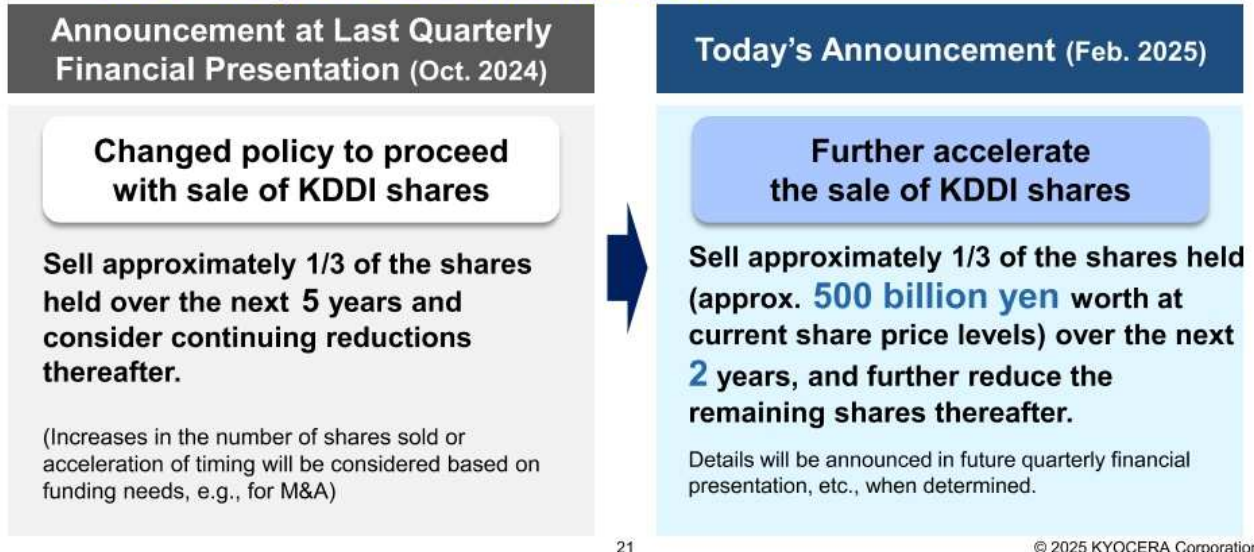 Announcement at Last Quarterly
Financial Presentation (Oct. 2024)
Changed policy to proceed
with sale of KDDI shares
Sell approximately 1/3 of the shares
held over the next 5 years and
consider continuing reductions
thereafter.
(Increases in the number of shares sold or
acceleration of timing will be considered based on
funding needs, e.g., for M&A)
Today's Announcement (Feb. 2025)
Further accelerate
the sale of KDDI shares
Sell approximately 1/3 of the shares held
(approx. 500 billion yen worth at
current share price levels) over the next
2 years, and further reduce the
remaining shares thereafter.
Details will be announced in future quarterly financial
presentation, etc., when determined.
21
© 2025 KYOCERA Corporation